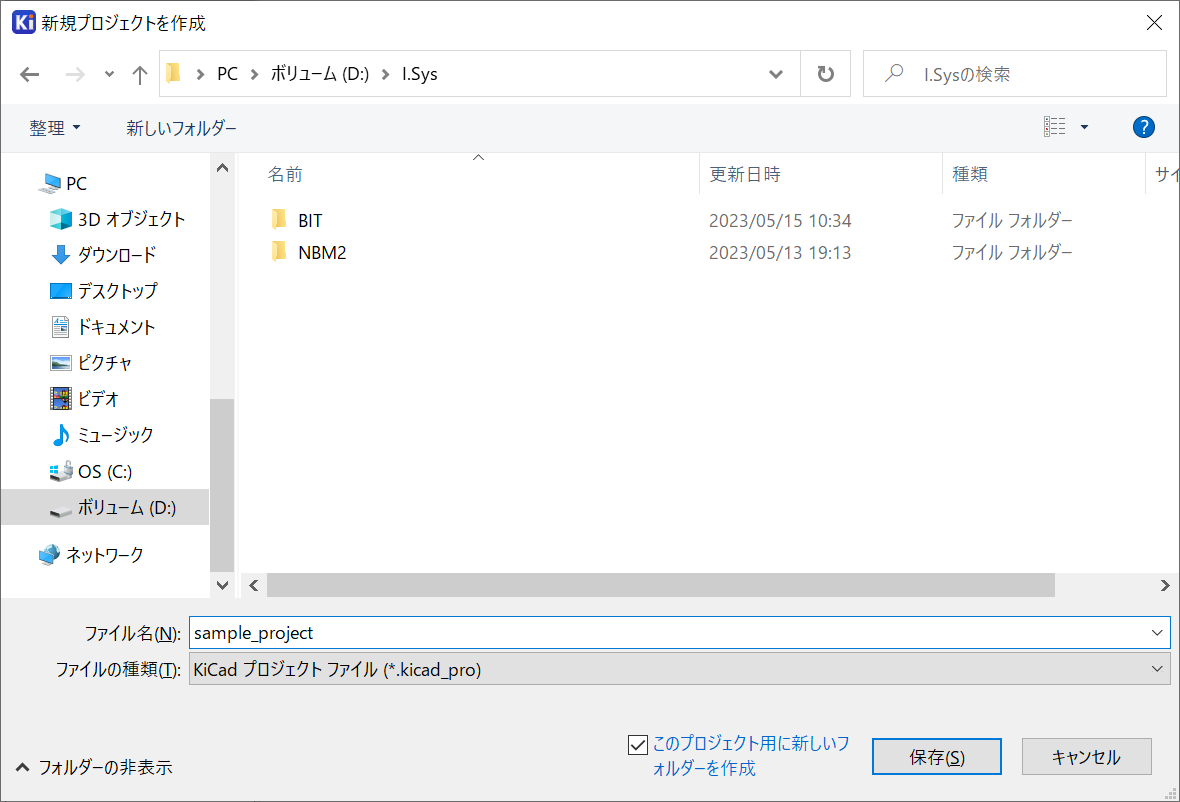 Ki 新規プロジェクトを作成
PC ボリューム (D:) I.Sys
I.Sysの検索
整理 新しいフォルダー
?
名前 更新日時 種類 サイ
BIT 2023/05/15 10:34 ファイル フォルダー
NBM2 2023/05/13 19:13 ファイル フォルダー
PC
3D オブジェクト
ダウンロード
デスクトップ
ドキュメント
ピクチャ
ビデオ
ミュージック
OS (C:)
ボリューム (D:)
ネットワーク
ファイル名(N): sample_project
ファイルの種類(T): KiCad プロジェクト ファイル (*.kicad_pro)
このプロジェクト用に新しいフ
ォルダーを作成
保存(S)
キャンセル
フォルダーの非表示